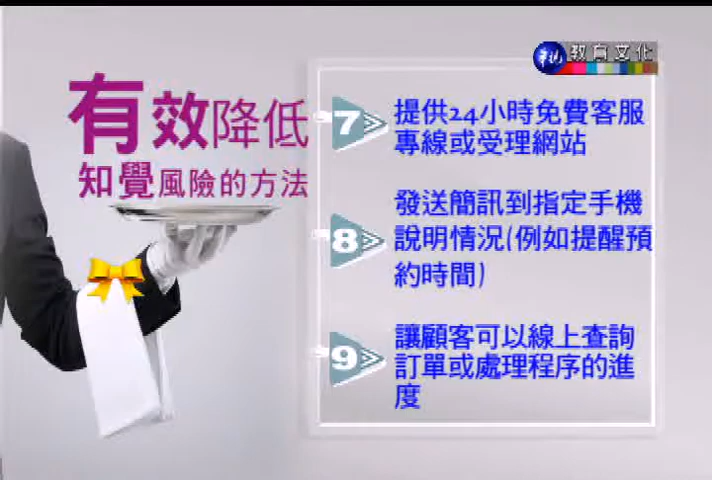 華視 教育文化
有效降低
知覺風險的方法
7
提供24小時免費客服
專線或受理網站
8
發送簡訊到指定手機
說明情況(例如提醒預
約時間)
9
讓顧客可以線上查詢
訂單或處理程序的進
度